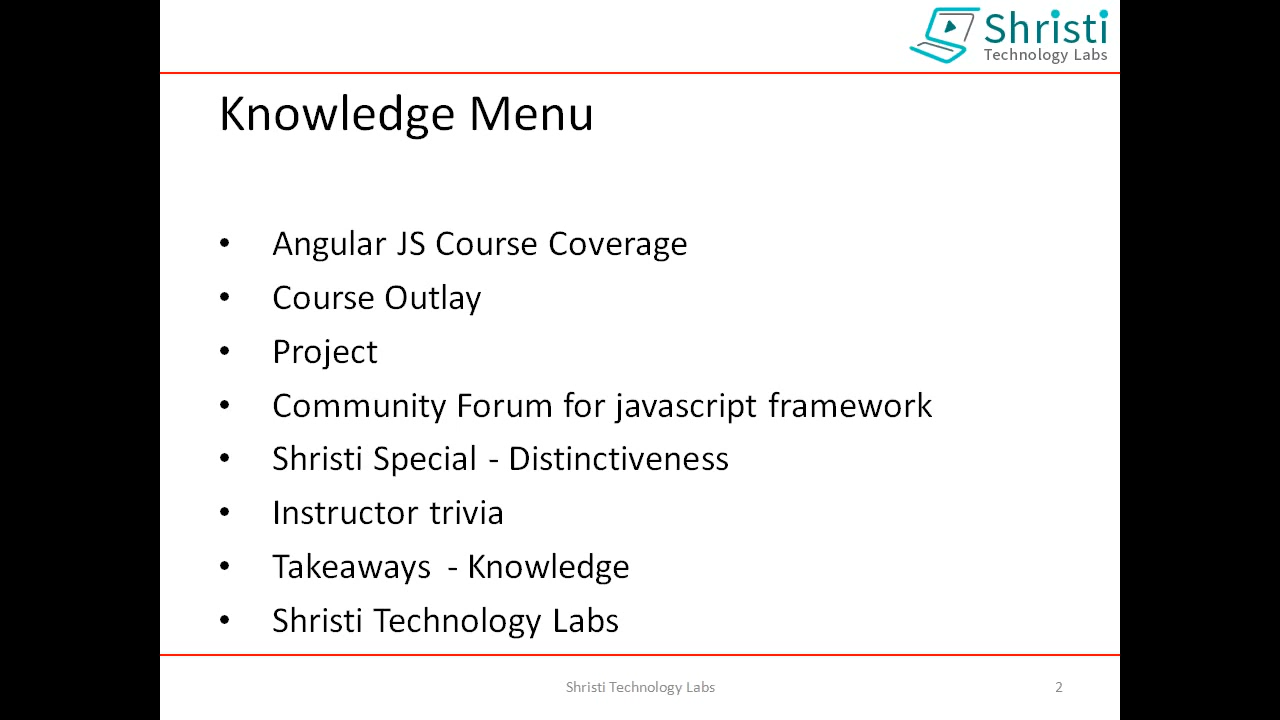 Shristi
Technology Labs
Knowledge Menu
• Angular JS Course Coverage
• Course Outlay
• Project
• Community Forum for javascript framework
• Shristi Special - Distinctiveness
• Instructor trivia
• Takeaways - Knowledge
• Shristi Technology Labs
Shristi Technology Labs
2